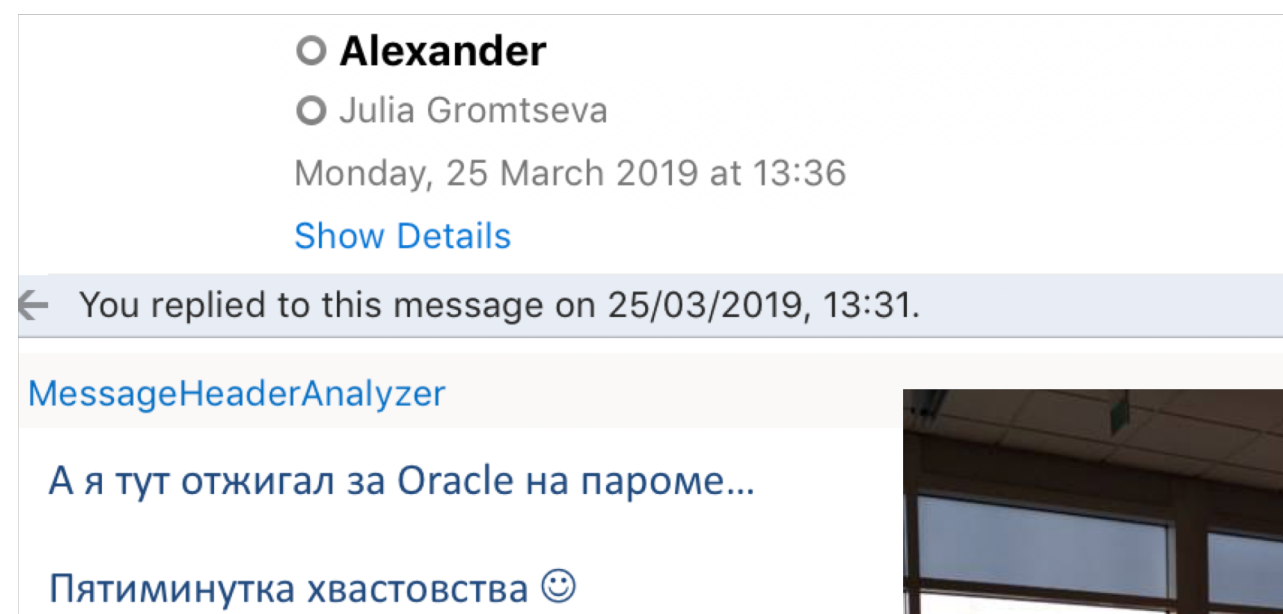 Alexander
Julia Gromtseva
Monday, 25 March 2019 at 13:36
Show Details
You replied to this message on 25/03/2019, 13:31.
MessageHeaderAnalyzer
А я тут отжигал за Oracle на пароме...
Пятиминутка хвастовства ☺